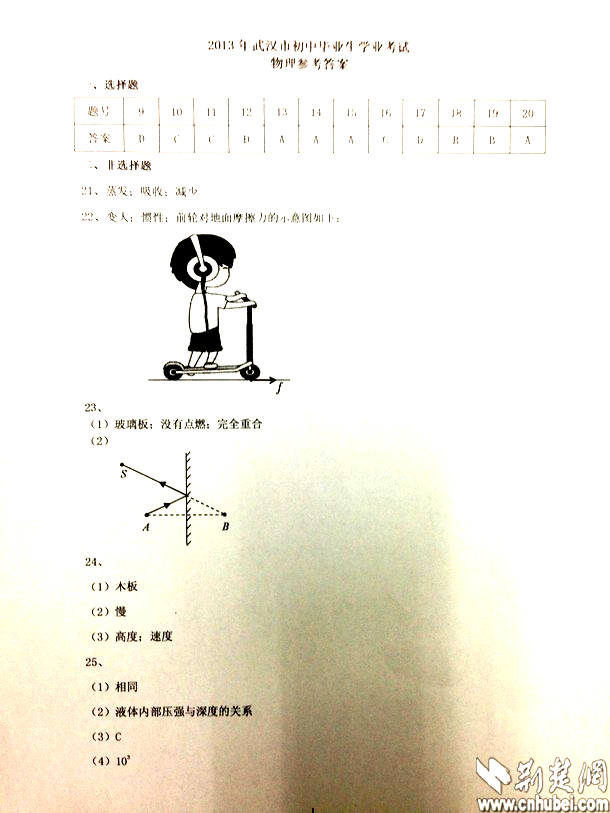 2013年武汉市初中毕业生学业考试
物理参考答案
一、选择题
题号 9 10 11 12 13 14 15 16 17 18 19 20
答案 D C C D A A A C D B B A
二、非选择题
21、蒸发；吸收；减少
22、变大；惯性；前轮对地面摩擦力的示意图如下：
f
23、
(1) 玻璃板；没有点燃；完全重合
(2)
S
A B
24、
(1) 木板
(2) 慢
(3) 高度；速度
25、
(1) 相同
(2) 液体内部压强与深度的关系
(3) C
(4) 10³
荆楚网
www.cnhubei.com